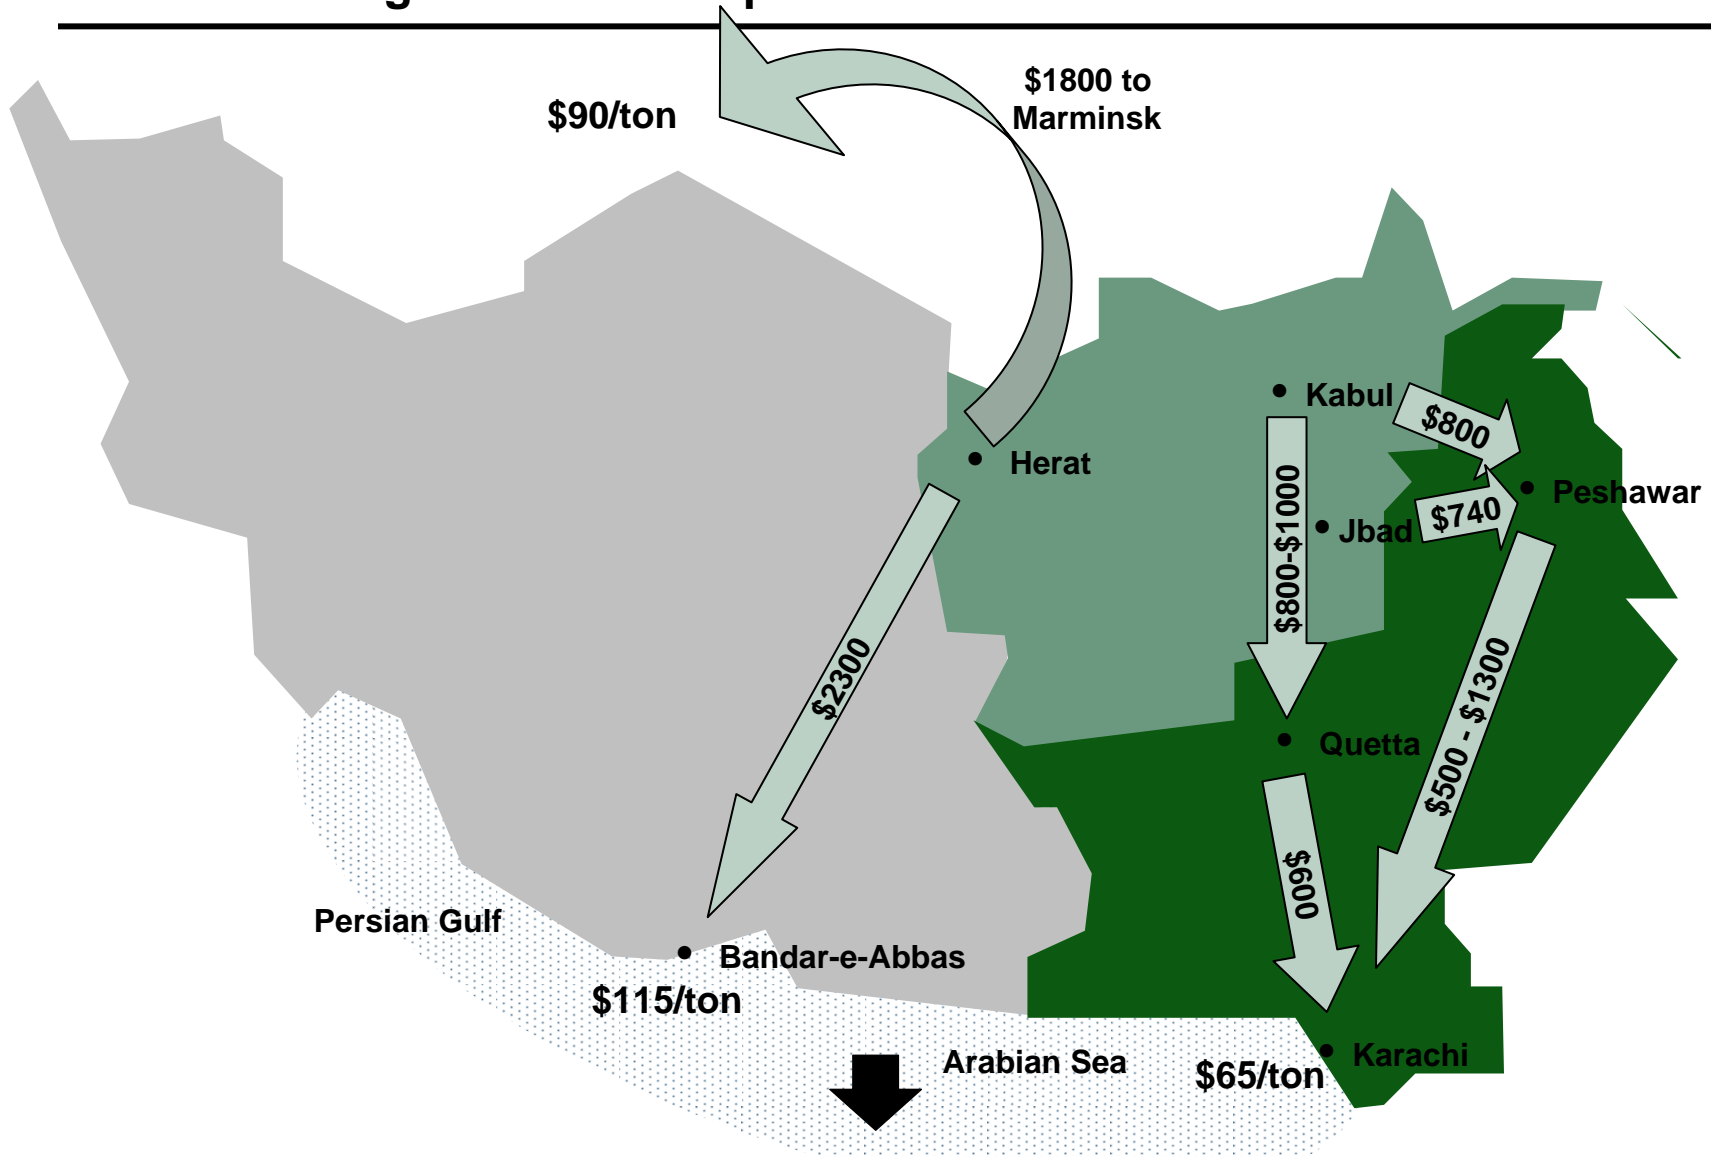 $1800 to
Marminsk
$90/ton
Kabul
$800
Herat
Peshawar
$740
Jbad
$800-$1000
$2300
$500 - $1300
Quetta
$600
Persian Gulf
Bandar-e-Abbas
$115/ton
Arabian Sea
Karachi
$65/ton